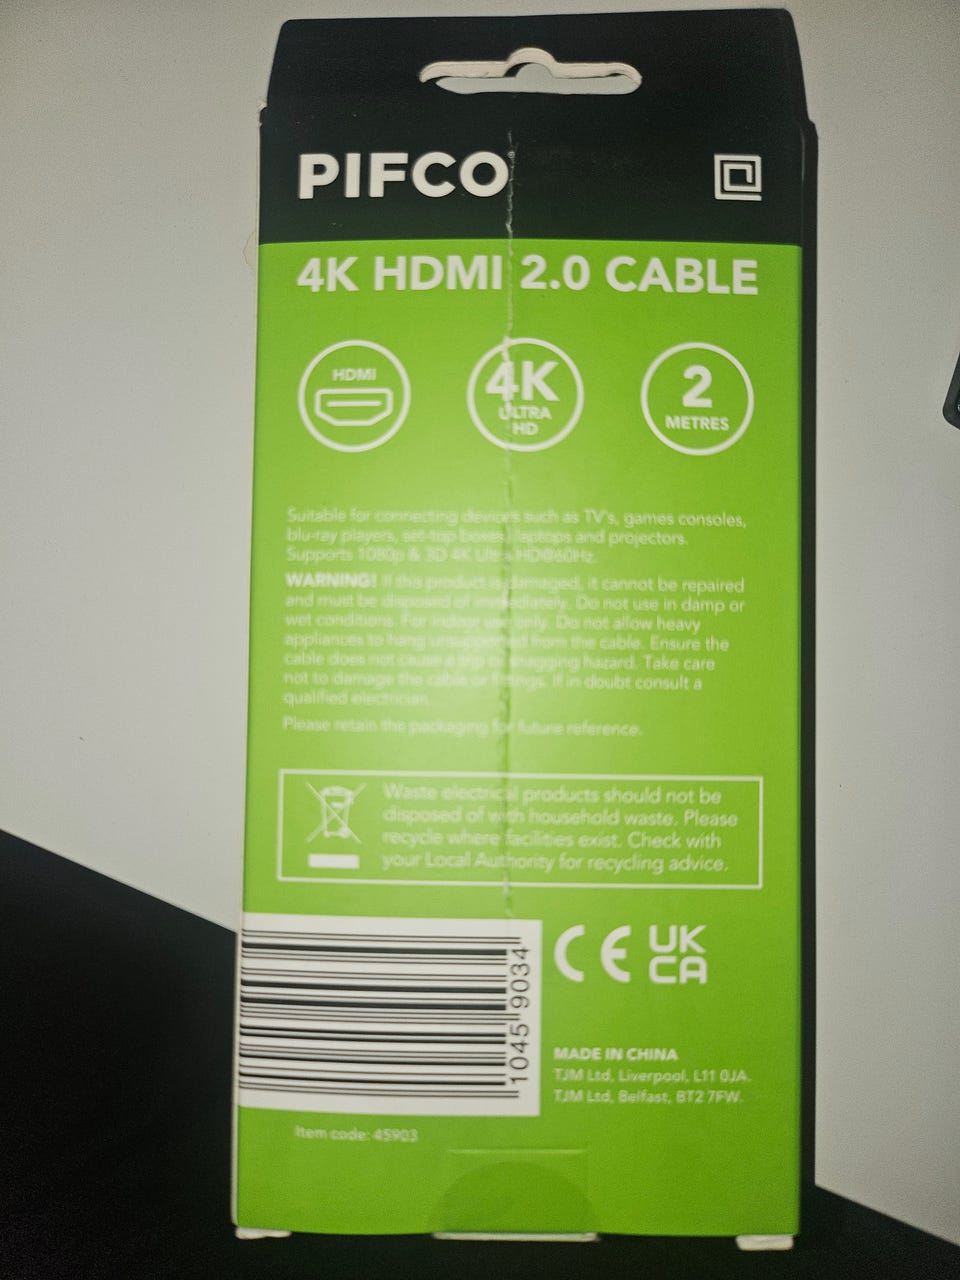 PIFCO
4K HDMI 2.0 CABLE
HDMI
4K
ULTRA
HD
2
METRES
Suitable for connecting devices such as TV's, games consoles,
blu-ray players, set-top boxes, laptops and projectors.
Supports 1080p & 3D 4K Ultra HD@60Hz.
WARNING! If this product is damaged, it cannot be repaired
and must be disposed of immediately. Do not use in damp or
wet conditions. For indoor use only. Do not allow heavy
appliances to hang unsupported from the cable. Ensure the
cable does not cause a trip or snagging hazard. Take care
not to damage the cable or fittings. If in doubt consult a
qualified electrician.
Please retain the packaging for future reference.
Waste electrical products should not be
disposed of with household waste. Please
recycle where facilities exist. Check with
your Local Authority for recycling advice.
1045 9034
CE
UK
CA
MADE IN CHINA
TJM Ltd, Liverpool, L11 0JA.
TJM Ltd, Belfast, BT2 7FW.
Item code: 45903